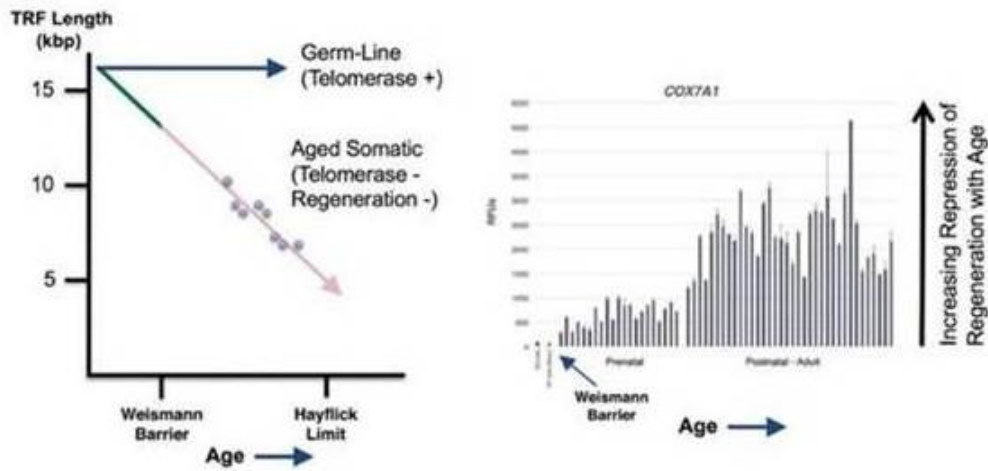 TRF Length
(kbp)
15
10
5
Germ-Line
(Telomerase +)
Aged Somatic
(Telomerase -
Regeneration -)
Weismann
Barrier
Hayflick
Limit
Age
COX7A1
RFUs
Prenatal
Postnatal - Adult
Weismann
Barrier
Age
Increasing Repression of
Regeneration with Age